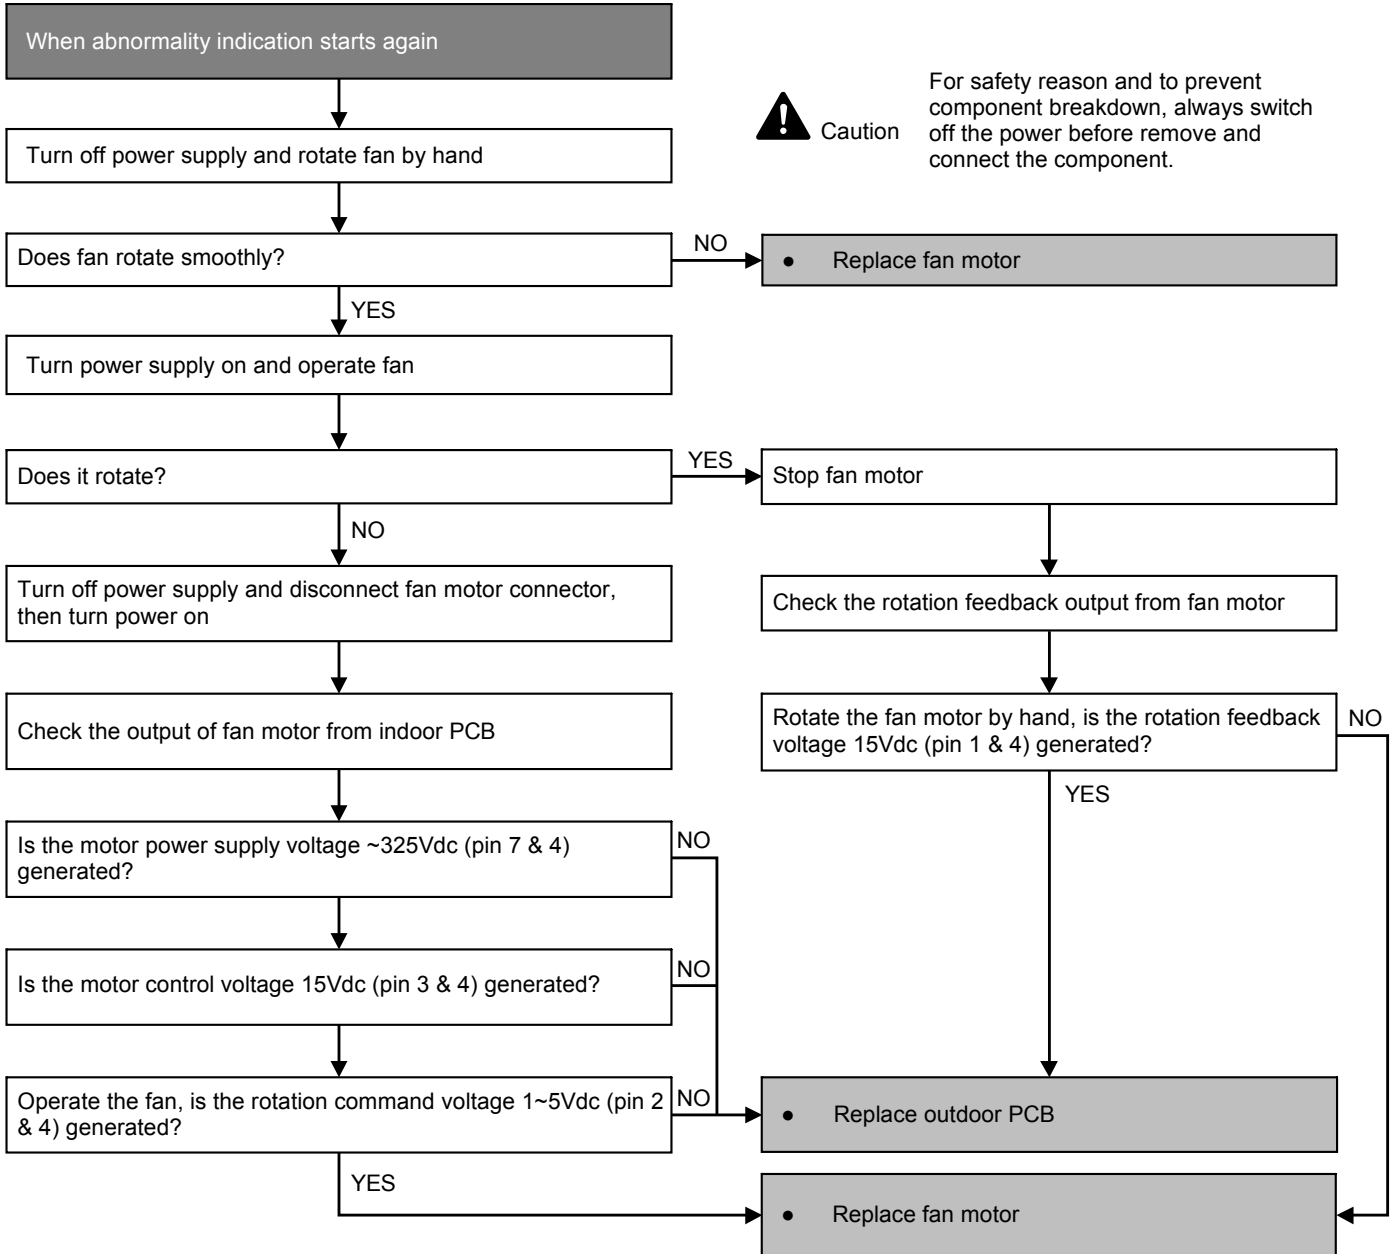 When abnormality indication starts again
Caution
For safety reason and to prevent
component breakdown, always switch
off the power before remove and
connect the component.
Turn off power supply and rotate fan by hand
Does fan rotate smoothly?
NO
● Replace fan motor
YES
Turn power supply on and operate fan
Does it rotate?
YES
Stop fan motor
NO
Turn off power supply and disconnect fan motor connector,
then turn power on
Check the rotation feedback output from fan motor
Check the output of fan motor from indoor PCB
Rotate the fan motor by hand, is the rotation feedback
voltage 15Vdc (pin 1 & 4) generated?
NO
YES
Is the motor power supply voltage ~325Vdc (pin 7 & 4)
generated?
NO
Is the motor control voltage 15Vdc (pin 3 & 4) generated?
NO
Operate the fan, is the rotation command voltage 1~5Vdc (pin 2
& 4) generated?
NO
● Replace outdoor PCB
YES
● Replace fan motor